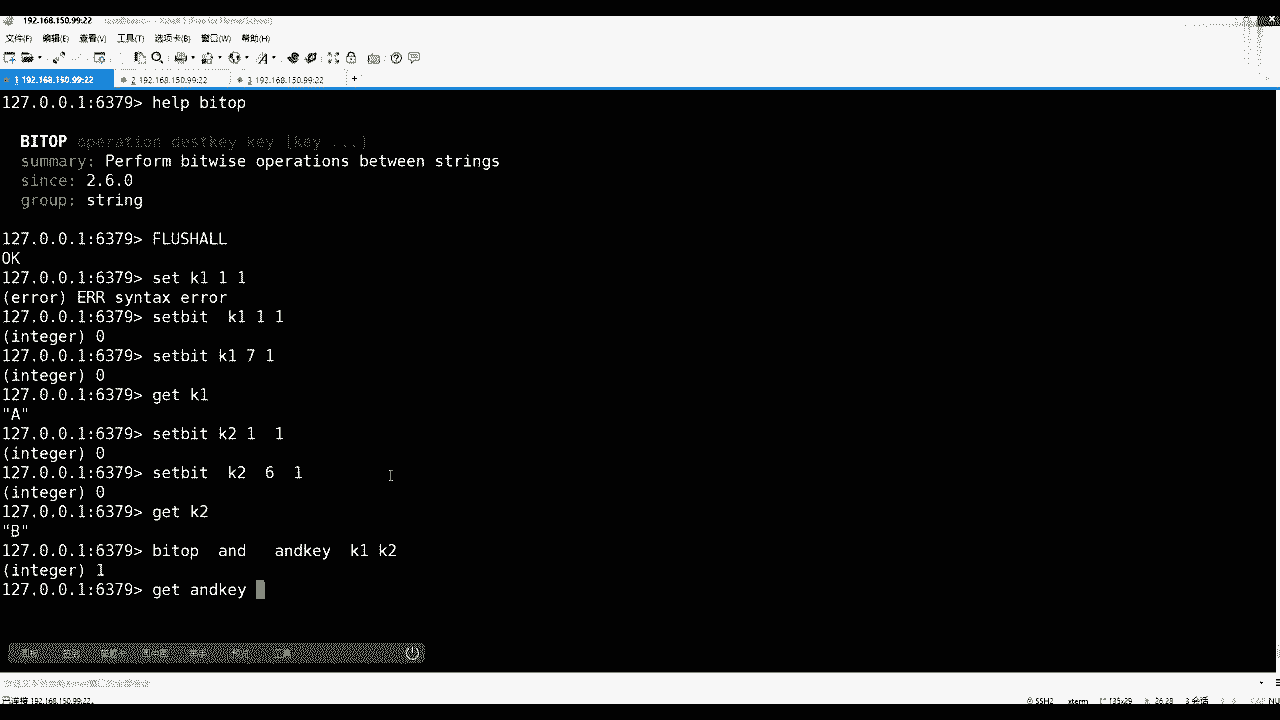 192.168.150.99:22
文件(F) 编辑(E) 查看(V) 工具(T) 选项卡(B) 窗口(W) 帮助(H)
1 192.168.150.99:22 2 192.168.150.99:22 3 192.168.150.99:22 +
127.0.0.1:6379> help bitop
BITOP operation destkey key [key ...]
summary: Perform bitwise operations between strings
since: 2.6.0
group: string
127.0.0.1:6379> FLUSHALL
OK
127.0.0.1:6379> set k1 1 1
(error) ERR syntax error
127.0.0.1:6379> setbit  k1 1 1
(integer) 0
127.0.0.1:6379> setbit k1 7 1
(integer) 0
127.0.0.1:6379> get k1
"A"
127.0.0.1:6379> setbit k2 1  1
(integer) 0
127.0.0.1:6379> setbit  k2  6  1
(integer) 0
127.0.0.1:6379> get k2
"B"
127.0.0.1:6379> bitop  and   andkey  k1 k2
(integer) 1
127.0.0.1:6379> get andkey
已连接 192.168.150.99:22. SSH2 xterm 135x29 26,28 3 会话